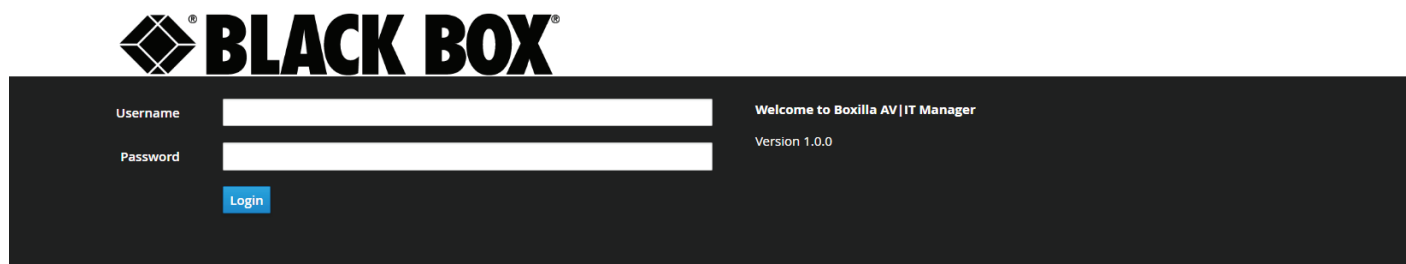 ® BLACK BOX®
Username
Welcome to Boxilla AV|IT Manager
Version 1.0.0
Password
Login